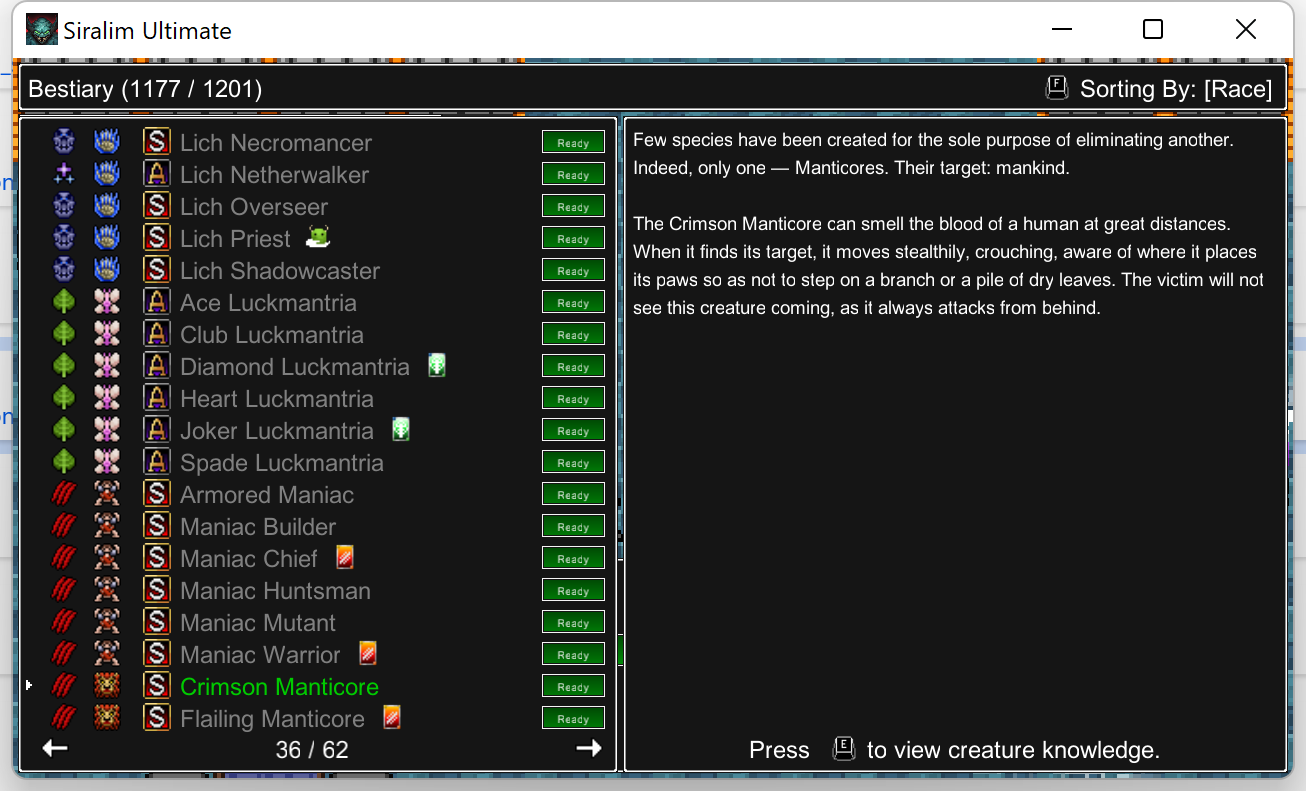 Siralim Ultimate
Bestiary (1177 / 1201)
F Sorting By: [Race]
S Lich Necromancer Ready
A Lich Netherwalker Ready
S Lich Overseer Ready
S Lich Priest Ready
S Lich Shadowcaster Ready
A Ace Luckmantria Ready
A Club Luckmantria Ready
A Diamond Luckmantria Ready
A Heart Luckmantria Ready
A Joker Luckmantria Ready
A Spade Luckmantria Ready
S Armored Maniac Ready
S Maniac Builder Ready
S Maniac Chief Ready
S Maniac Huntsman Ready
S Maniac Mutant Ready
S Maniac Warrior Ready
S Crimson Manticore Ready
S Flailing Manticore Ready
36 / 62
Few species have been created for the sole purpose of eliminating another.
Indeed, only one — Manticores. Their target: mankind.
The Crimson Manticore can smell the blood of a human at great distances.
When it finds its target, it moves stealthily, crouching, aware of where it places
its paws so as not to step on a branch or a pile of dry leaves. The victim will not
see this creature coming, as it always attacks from behind.
Press E to view creature knowledge.